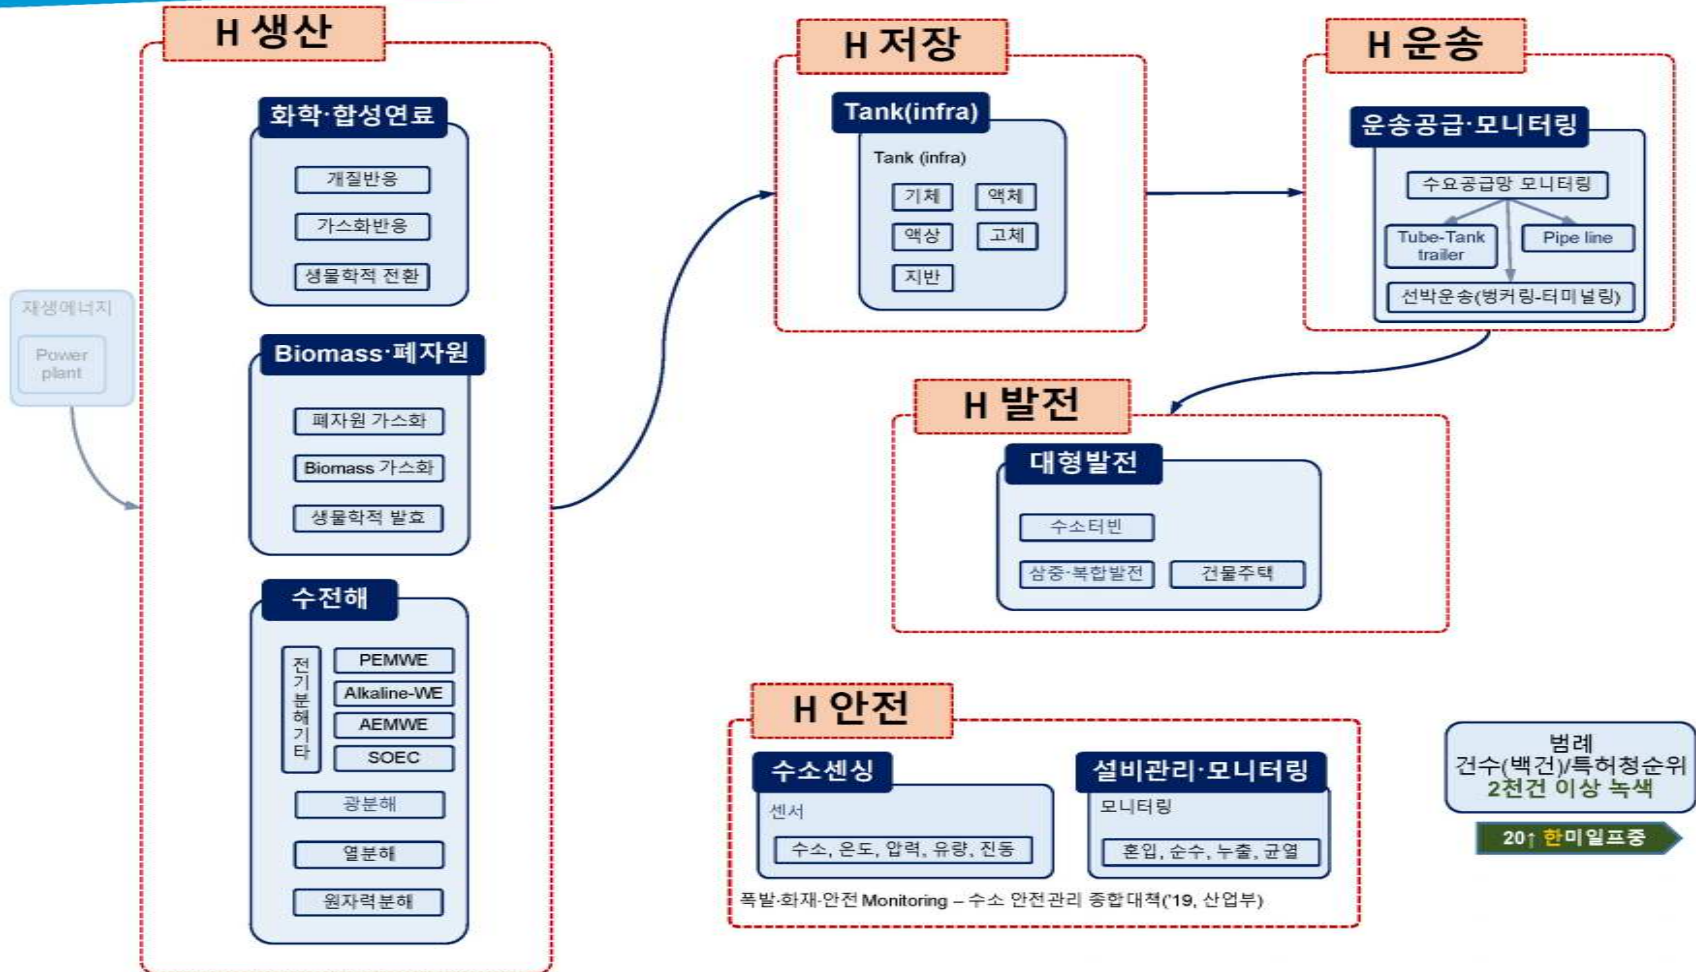 H 생산
화학·합성연료
개질반응
가스화반응
생물학적 전환
재생에너지
Power
plant
Biomass·폐자원
폐자원 가스화
Biomass 가스화
생물학적 발효
수전해
전기분해기타
PEMWE
Alkaline-WE
AEMWE
SOEC
광분해
열분해
원자력분해
H 저장
Tank(infra)
Tank (infra)
기체 액체
액상 고체
지반
H 운송
운송공급·모니터링
수요공급망 모니터링
Tube-Tank
trailer
Pipe line
선박운송(벙커링-터미널링)
H 발전
대형발전
수소터빈
삼중·복합발전 건물주택
H 안전
수소센싱
센서
수소, 온도, 압력, 유량, 진동
설비관리·모니터링
모니터링
혼입, 순수, 누출, 균열
폭발·화재·안전 Monitoring – 수소 안전관리 종합대책('19, 산업부)
범례
건수(백건)/특허청순위
2천건 이상 녹색
20↑ 한미일프중